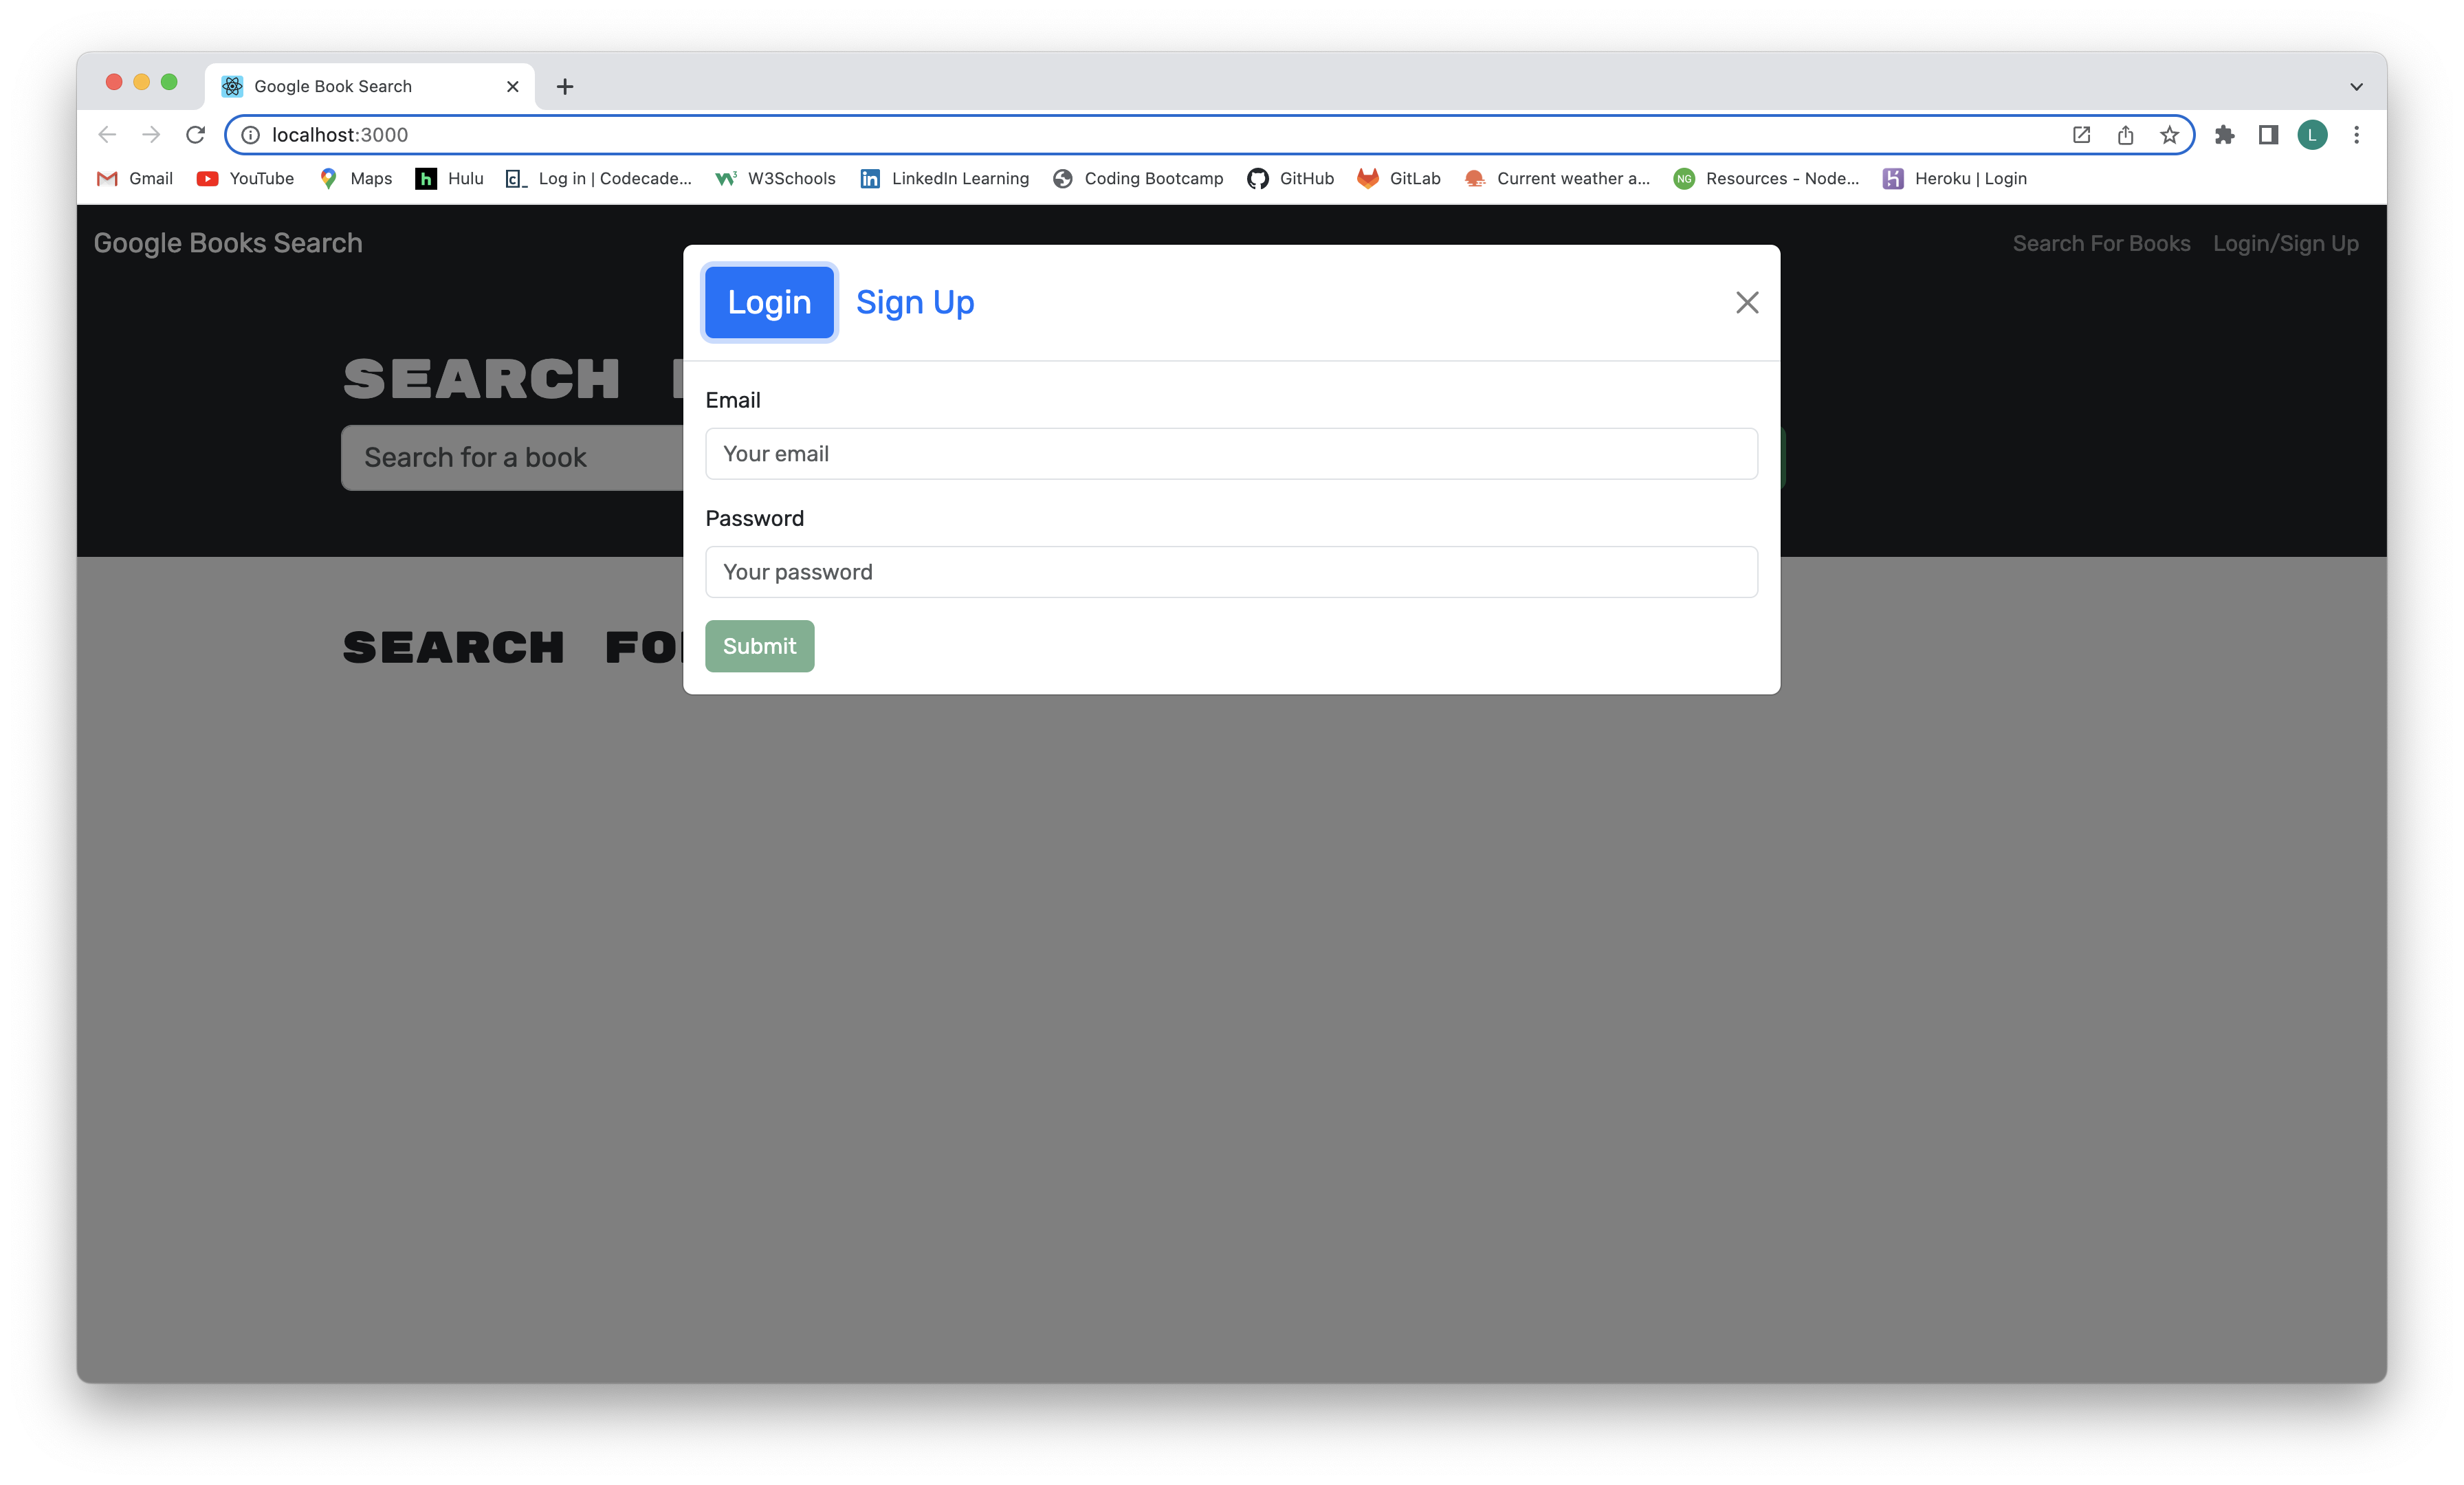 Google Book Search
localhost:3000
L
Gmail YouTube Maps h Hulu c Log in | Codecade... W3Schools in LinkedIn Learning Coding Bootcamp GitHub GitLab Current weather a... NG Resources - Node... Heroku | Login
Google Books Search Search For Books Login/Sign Up
Login Sign Up
SEARCH
Email
Search for a book
Your email
Password
Your password
SEARCH FO
Submit